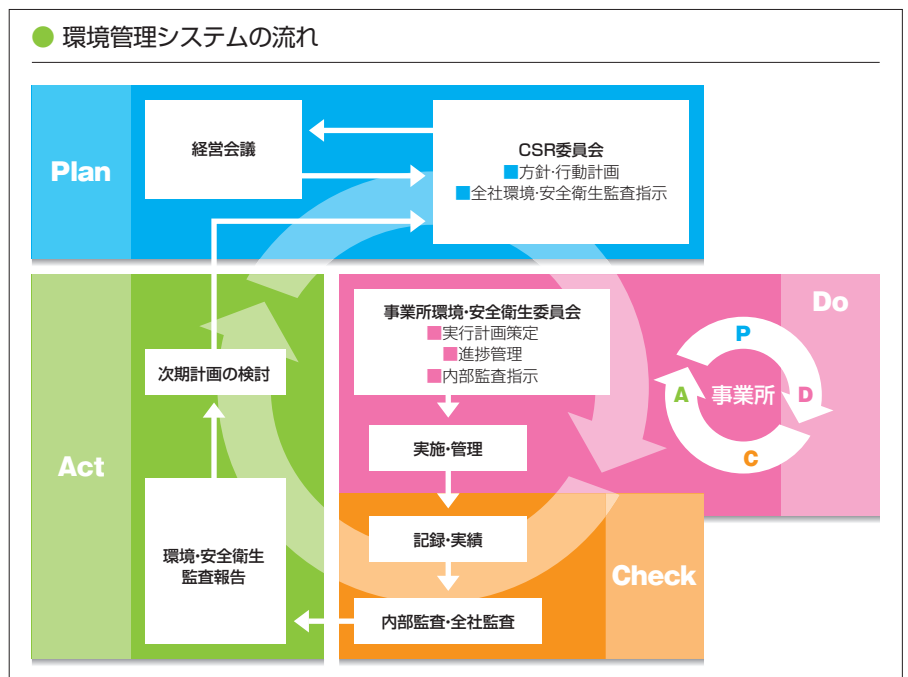 環境管理システムの流れ
Plan
経営会議
CSR委員会
■方針・行動計画
■全社環境・安全衛生監査指示
Do
事業所環境・安全衛生委員会
■実行計画策定
■進捗管理
■内部監査指示
実施・管理
P
D
C
A
事業所
Check
記録・実績
内部監査・全社監査
Act
環境・安全衛生
監査報告
次期計画の検討